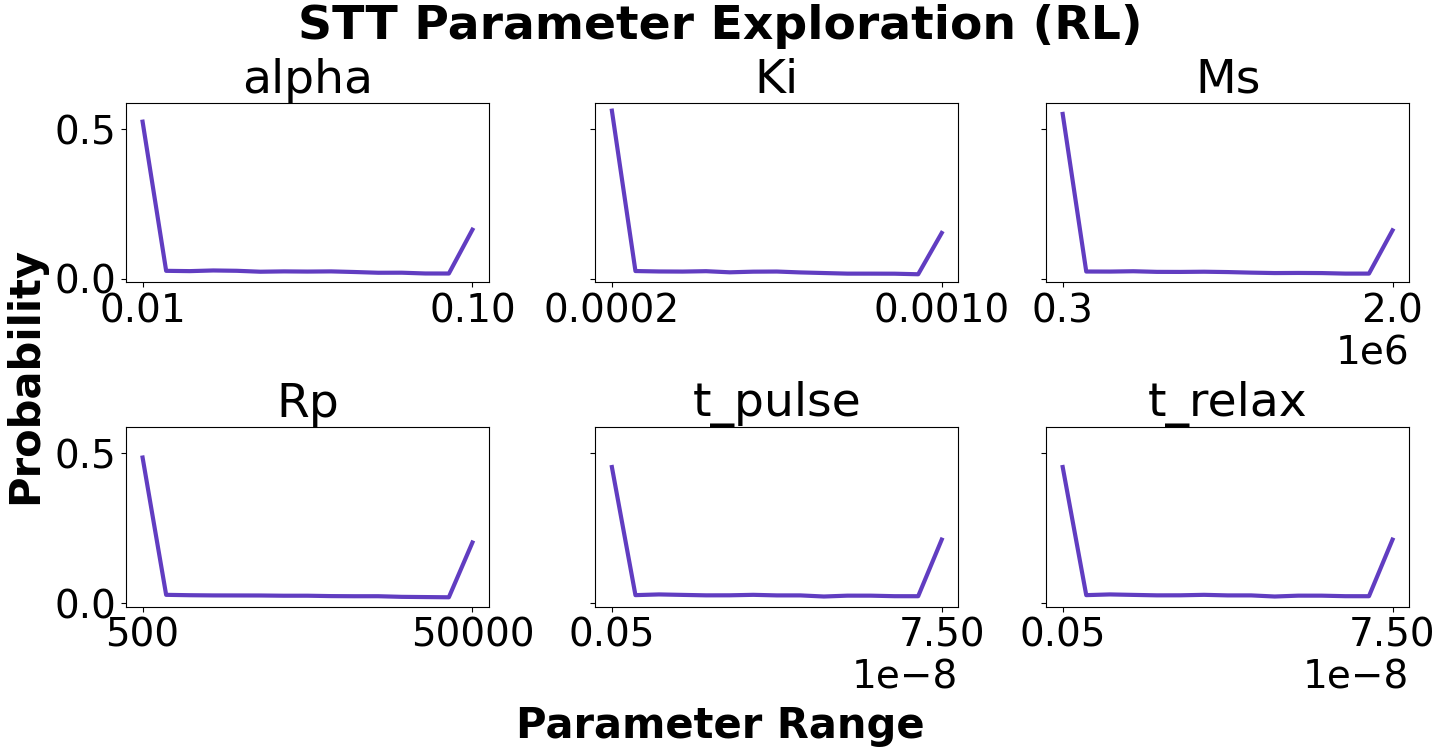 STT Parameter Exploration (RL)
alpha
Ki
Ms
0.5
0.0
0.01
0.10
0.0002
0.0010
0.3
2.0
1e6
Probability
Rp
t_pulse
t_relax
0.5
0.0
500
50000
0.05
7.50
1e−8
0.05
7.50
1e−8
Parameter Range